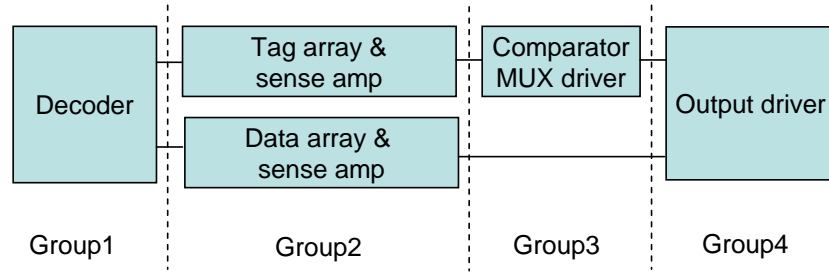 Decoder
Tag array &
sense amp
Data array &
sense amp
Comparator
MUX driver
Output driver
Group1
Group2
Group3
Group4